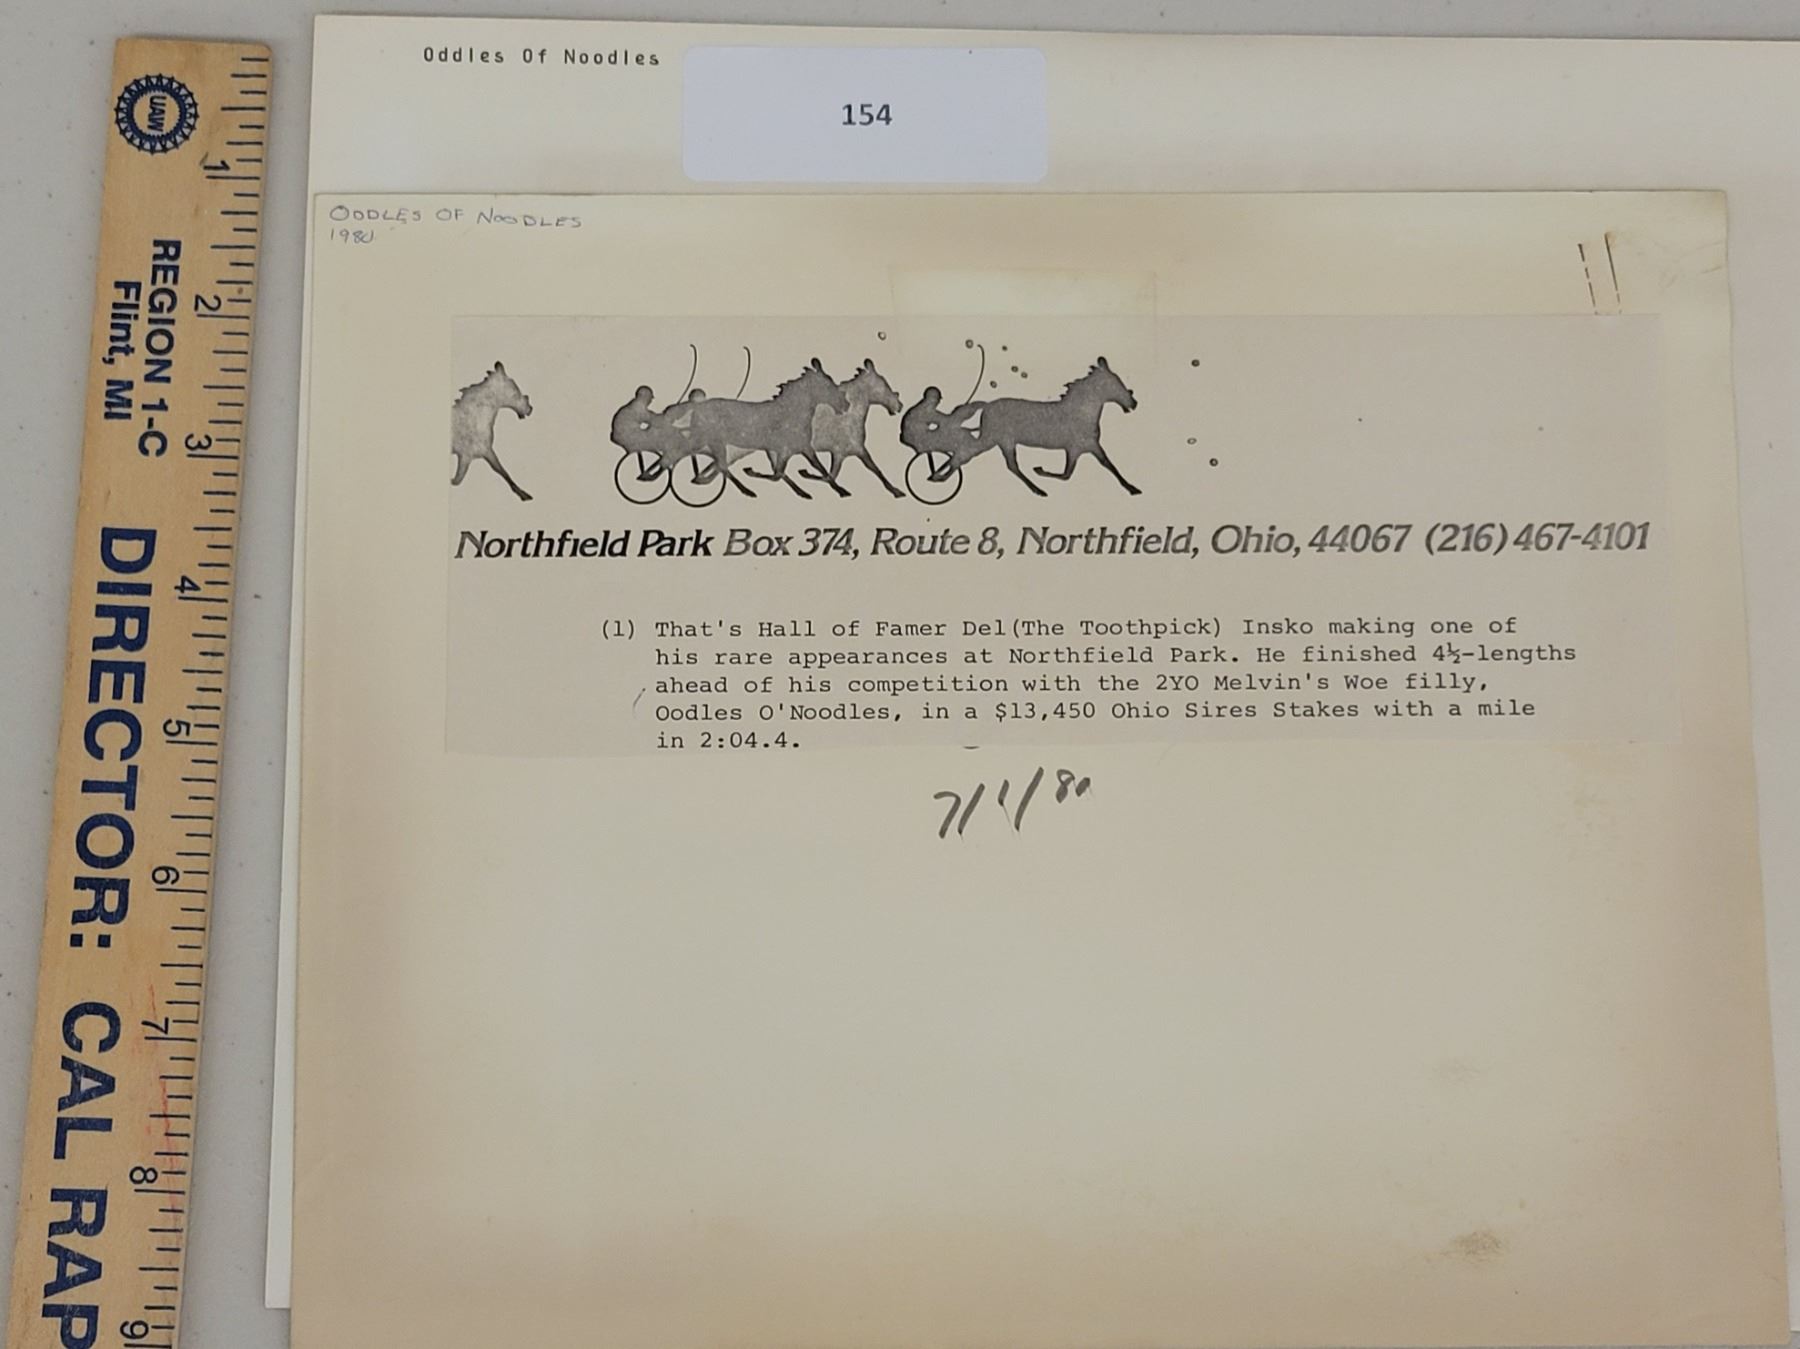 Oddles Of Noodles
154
OODLES OF NOODLES
1980
Northfield Park Box 374, Route 8, Northfield, Ohio, 44067 (216) 467-4101
(1) That's Hall of Famer Del(The Toothpick) Insko making one of
his rare appearances at Northfield Park. He finished 4½-lengths
ahead of his competition with the 2YO Melvin's Woe filly,
Oodles O'Noodles, in a $13,450 Ohio Sires Stakes with a mile
in 2:04.4.
7/1/80
UAW
REGION 1-C
Flint, MI
DIRECTOR: CAL RAP
1
2
3
4
5
6
7
8
9